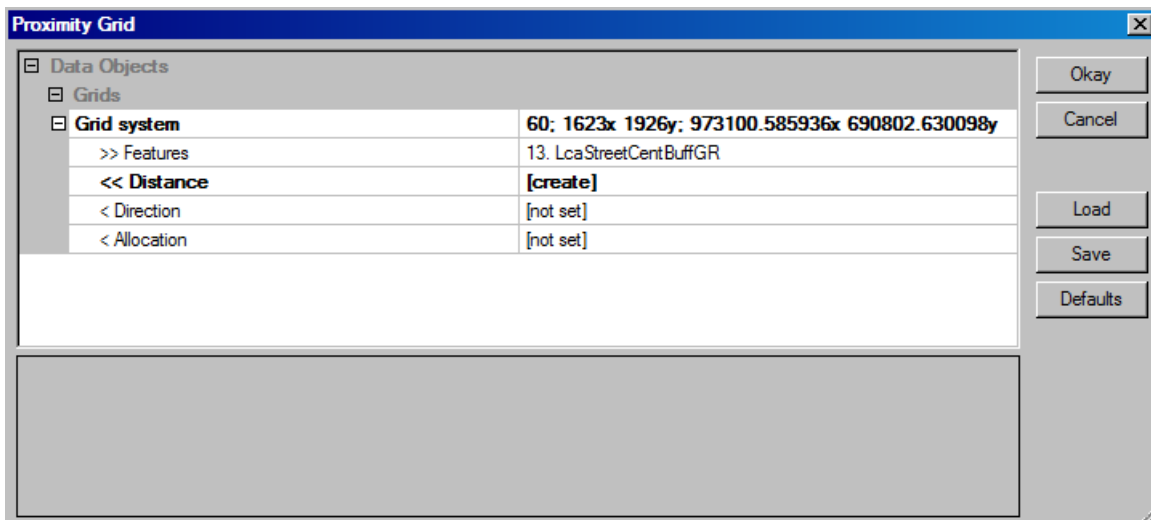 Proximity Grid
Data Objects
Grids
Grid system 60; 1623x 1926y; 973100.585936x 690802.630098y
>> Features 13. LcaStreetCentBuffGR
<< Distance [create]
< Direction [not set]
< Allocation [not set]
Okay
Cancel
Load
Save
Defaults